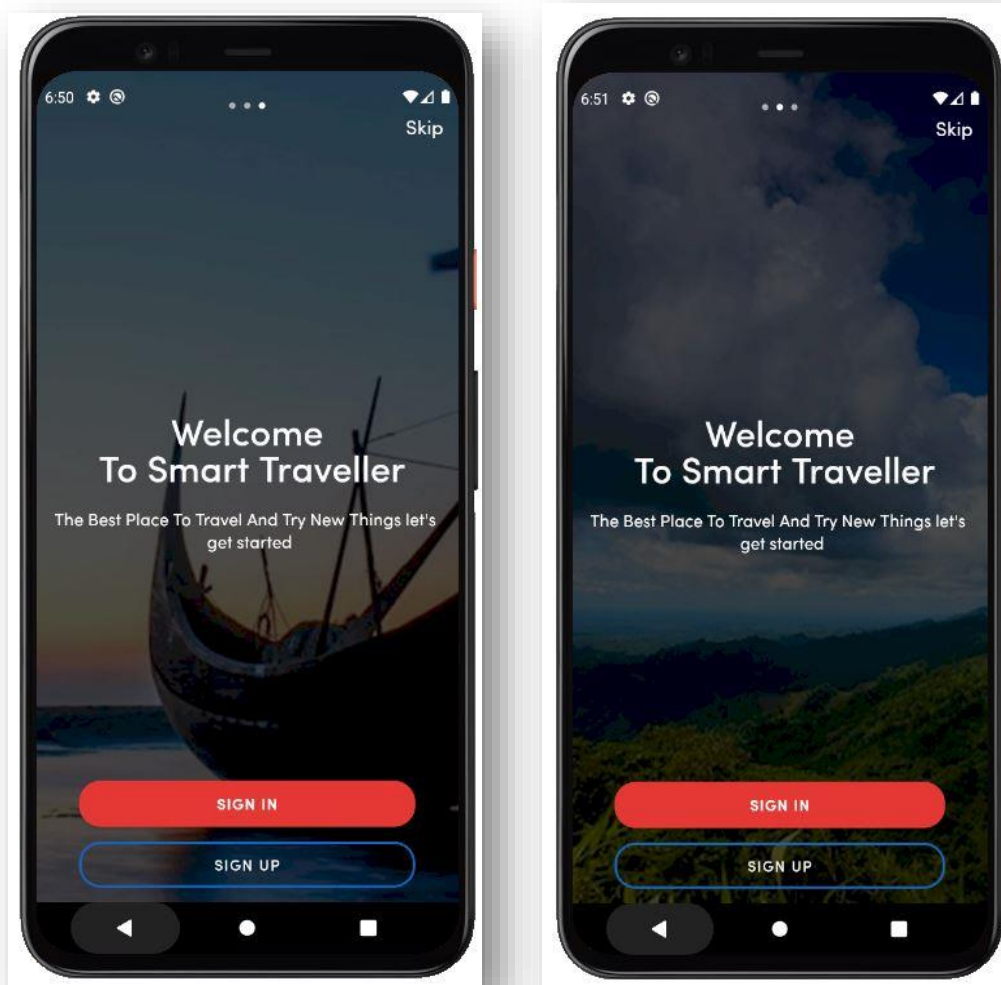 6:50
Skip
Welcome
To Smart Traveller
The Best Place To Travel And Try New Things let's
get started
SIGN IN
SIGN UP
6:51
Skip
Welcome
To Smart Traveller
The Best Place To Travel And Try New Things let's
get started
SIGN IN
SIGN UP